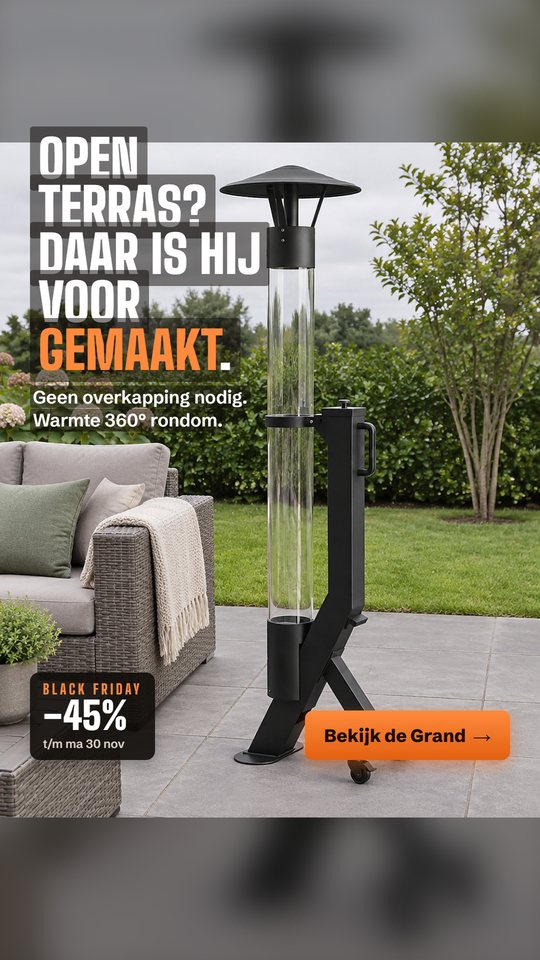 OPEN
TERRAS?
DAAR IS HIJ
VOOR
GEMAAKT.
Geen overkapping nodig.
Warmte 360° rondom.
BLACK FRIDAY
–45%
t/m ma 30 nov
Bekijk de Grand →